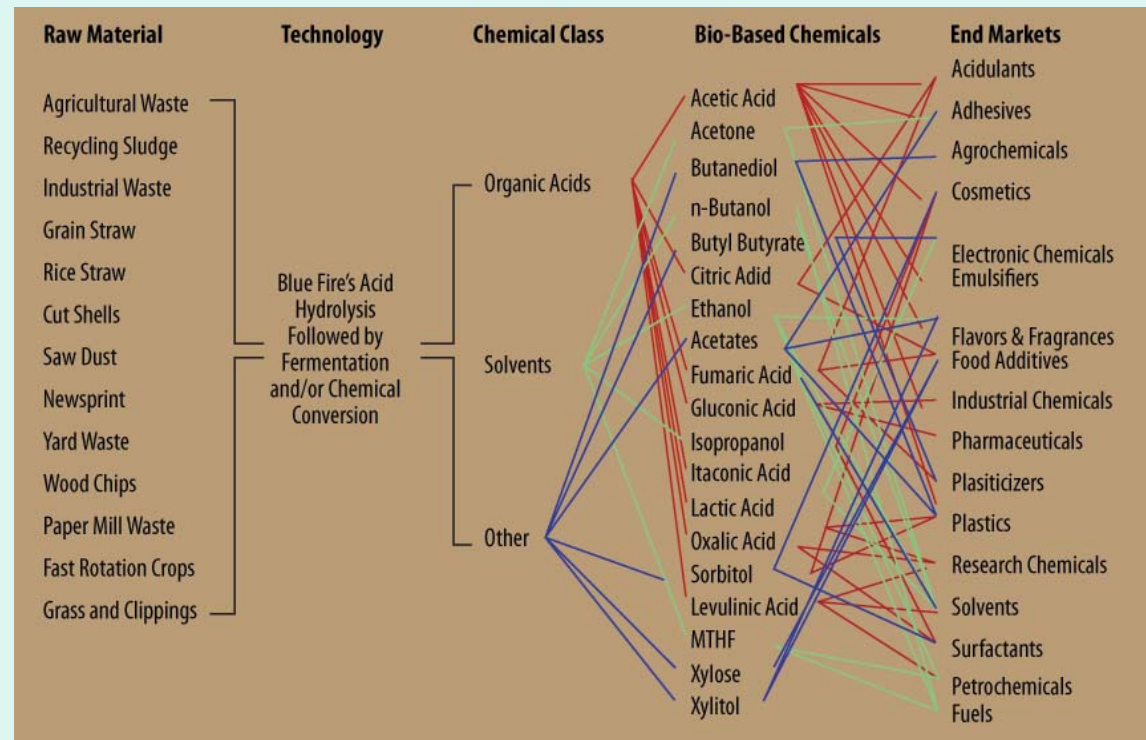 Raw Material
Agricultural Waste
Recycling Sludge
Industrial Waste
Grain Straw
Rice Straw
Cut Shells
Saw Dust
Newsprint
Yard Waste
Wood Chips
Paper Mill Waste
Fast Rotation Crops
Grass and Clippings
Technology
Blue Fire's Acid
Hydrolysis
Followed by
Fermentation
and/or Chemical
Conversion
Chemical Class
Organic Acids
Solvents
Other
Bio-Based Chemicals
Acetic Acid
Acetone
Butanediol
n-Butanol
Butyl Butyrate
Citric Adid
Ethanol
Acetates
Fumaric Acid
Gluconic Acid
Isopropanol
Itaconic Acid
Lactic Acid
Oxalic Acid
Sorbitol
Levulinic Acid
MTHF
Xylose
Xylitol
End Markets
Acidulants
Adhesives
Agrochemicals
Cosmetics
Electronic Chemicals
Emulsifiers
Flavors & Fragrances
Food Additives
Industrial Chemicals
Pharmaceuticals
Plasiticizers
Plastics
Research Chemicals
Solvents
Surfactants
Petrochemicals
Fuels